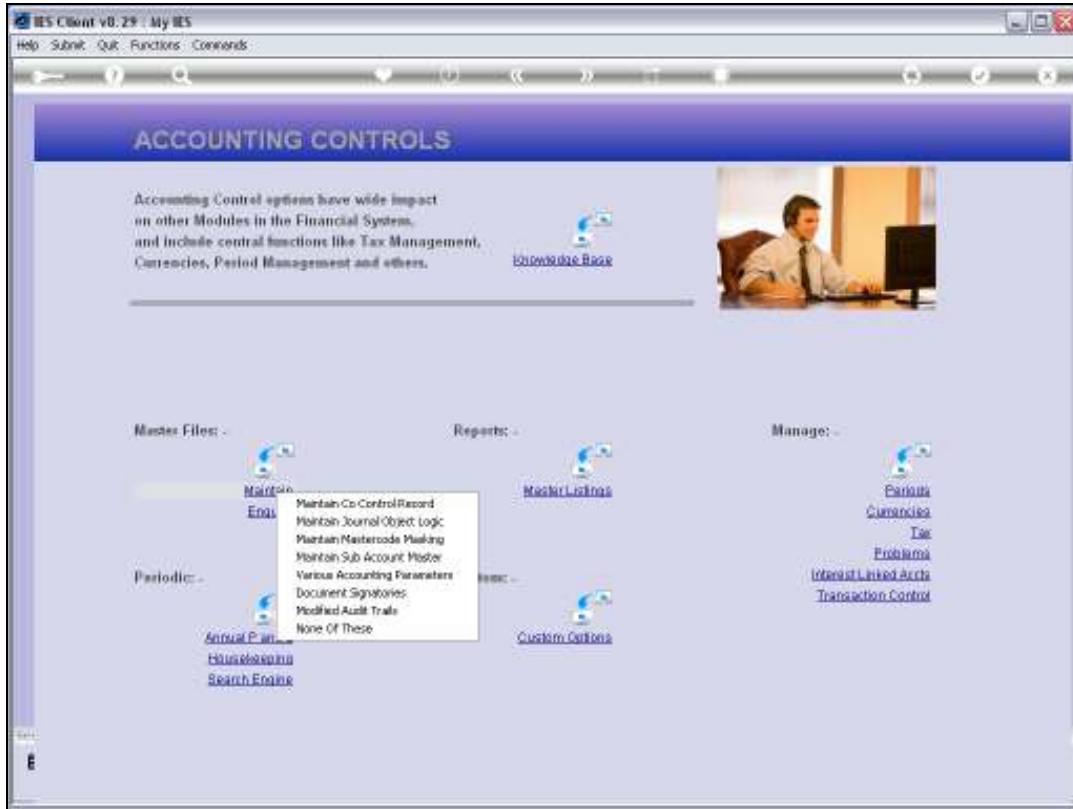 IES Client v8.29 : My IES
Help Submit Quit Functions Commands
ACCOUNTING CONTROLS
Accounting Control options have wide impact
on other Modules in the Financial System,
and include central functions like Tax Management,
Currencies, Period Management and others.
Knowledge Base
Master Files: -
Reports: -
Manage: -
Maintain
Master Listings
Periods
Currencies
Tax
Problems
Interest Linked Accts
Transaction Control
Maintain Co Control Record
Maintain Journal Object Logic
Maintain Mastercode Masking
Maintain Sub Account Master
Various Accounting Parameters
Document Signatories
Modified Audit Trails
None Of These
Periodic: -
Annual
Housekeeping
Search Engine
Custom Options